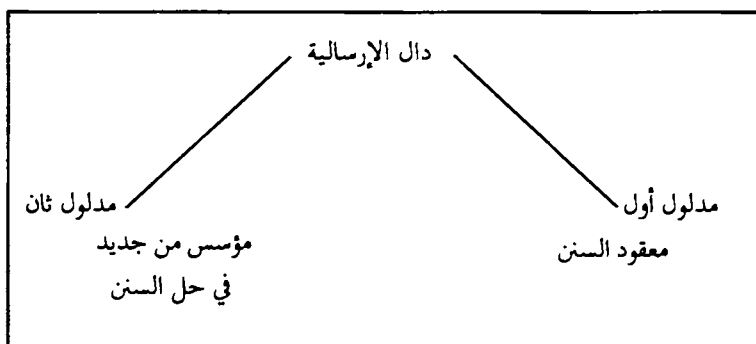 دال الإرسالية
مدلول أول
معقود السنن
مدلول ثان
مؤسس من جديد
في حل السنن